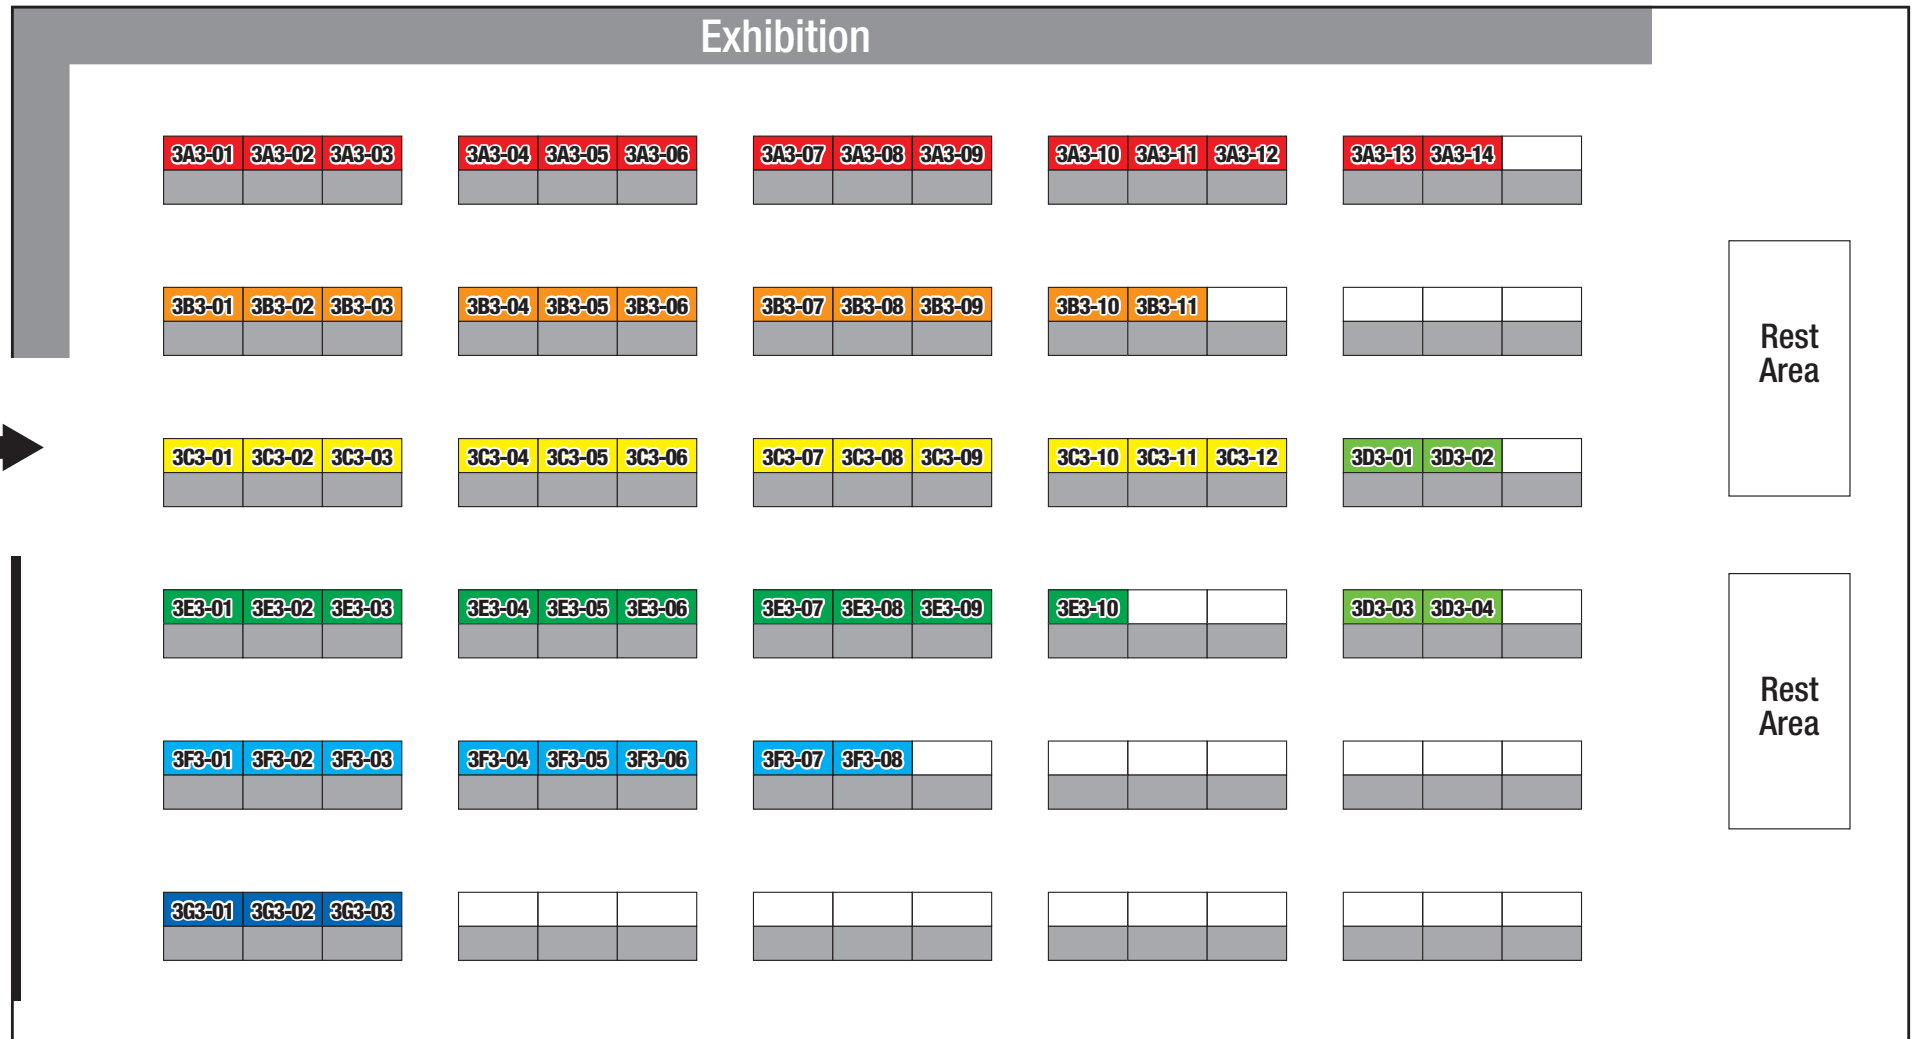 Exhibition
3A3-01 3A3-02 3A3-03 3A3-04 3A3-05 3A3-06 3A3-07 3A3-08 3A3-09 3A3-10 3A3-11 3A3-12 3A3-13 3A3-14
3B3-01 3B3-02 3B3-03 3B3-04 3B3-05 3B3-06 3B3-07 3B3-08 3B3-09 3B3-10 3B3-11
Rest
Area
3C3-01 3C3-02 3C3-03 3C3-04 3C3-05 3C3-06 3C3-07 3C3-08 3C3-09 3C3-10 3C3-11 3C3-12 3D3-01 3D3-02
3E3-01 3E3-02 3E3-03 3E3-04 3E3-05 3E3-06 3E3-07 3E3-08 3E3-09 3E3-10 3D3-03 3D3-04
Rest
Area
3F3-01 3F3-02 3F3-03 3F3-04 3F3-05 3F3-06 3F3-07 3F3-08
3G3-01 3G3-02 3G3-03